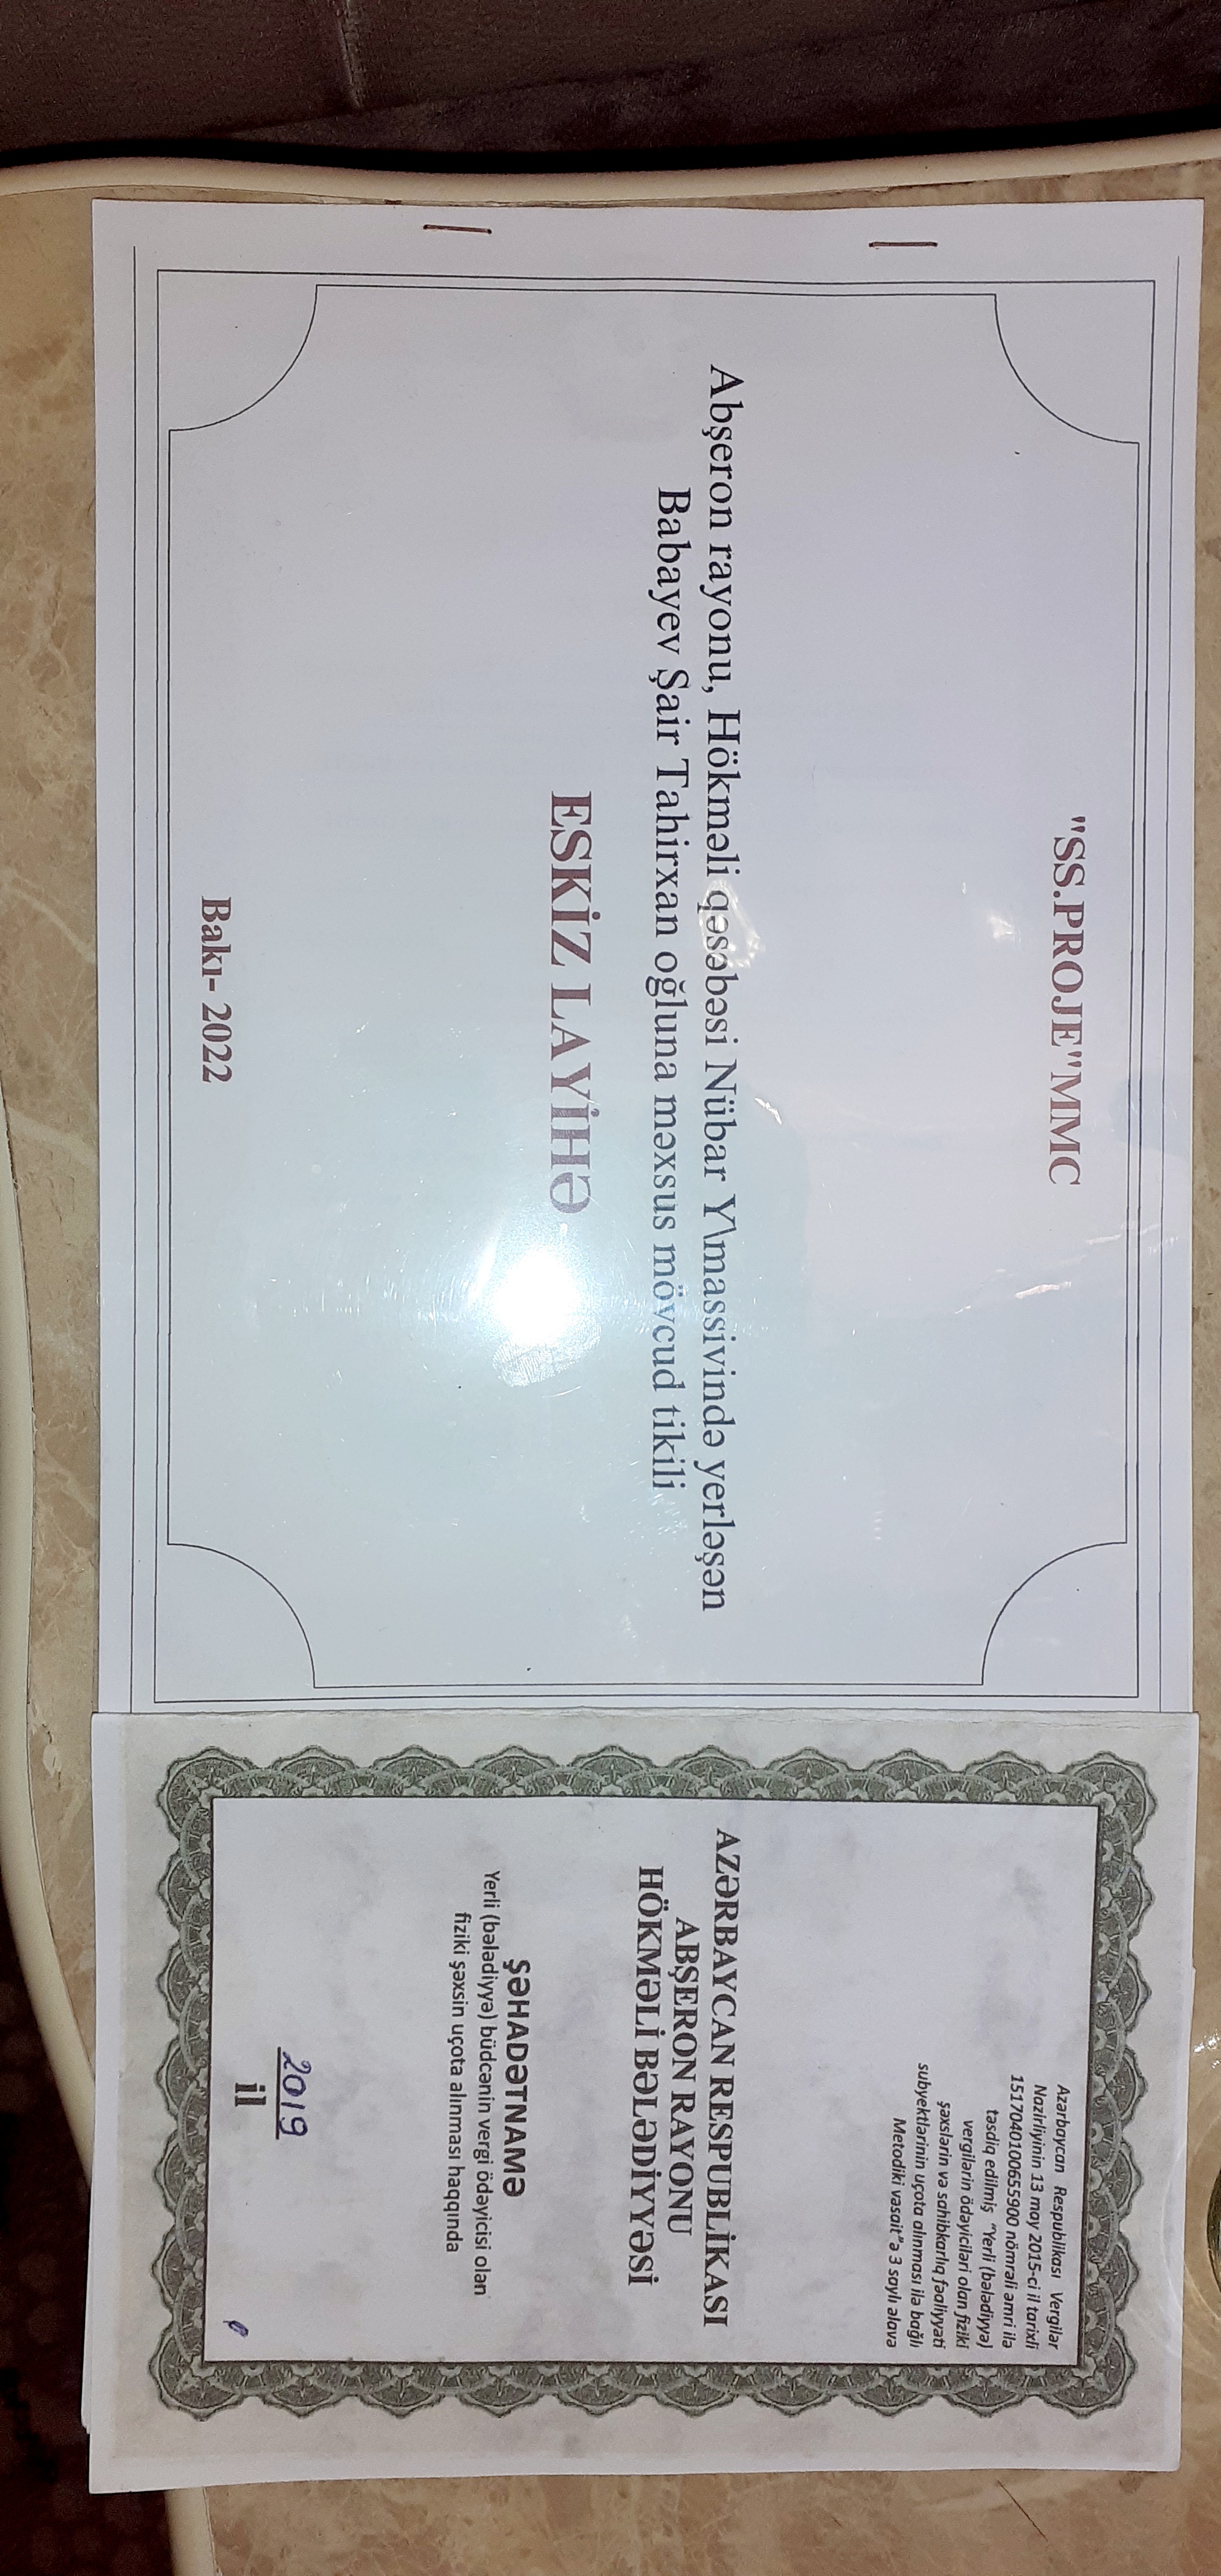 "SS.PROJE"MMC
Abşeron rayonu, Hökməli qəsəbəsi Nübar Y\massivində yerləşən
Babayev Şair Tahirxan oğluna məxsus mövcud tikili
ESKİZ LAYİHƏ
Bakı- 2022
Azərbaycan Respublikası Vergilər
Nazirliyinin 13 may 2015-ci il tarixli
1517040100655900 nömrəli əmri ilə
təsdiq edilmiş "Yerli (bələdiyyə)
vergilərin ödəyiciləri olan fiziki
şəxslərin və sahibkarlıq fəaliyyəti
subyektlərinin uçota alınması ilə bağlı
Metodiki vəsait"ə 3 saylı əlavə
AZƏRBAYCAN RESPUBLİKASI
ABŞERON RAYONU
HÖKMƏLİ BƏLƏDİYYƏSİ
ŞƏHADƏTNAMƏ
Yerli (bələdiyyə) büdcənin vergi ödəyicisi olan
fiziki şəxsin uçota alınması haqqında
2019
il